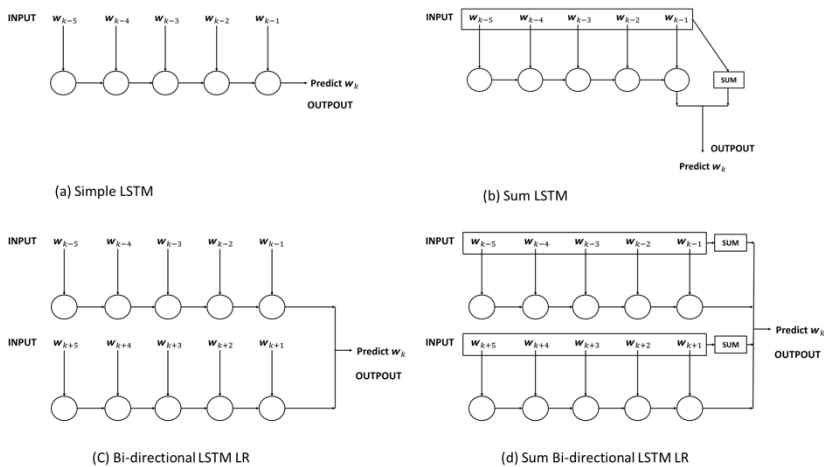 INPUT w_{k−5} w_{k−4} w_{k−3} w_{k−2} w_{k−1}
Predict w_k
OUTPOUT
(a) Simple LSTM
INPUT w_{k−5} w_{k−4} w_{k−3} w_{k−2} w_{k−1}
SUM
OUTPOUT
Predict w_k
(b) Sum LSTM
INPUT w_{k−5} w_{k−4} w_{k−3} w_{k−2} w_{k−1}
INPUT w_{k+5} w_{k+4} w_{k+3} w_{k+2} w_{k+1}
Predict w_k
OUTPOUT
(C) Bi-directional LSTM LR
INPUT w_{k−5} w_{k−4} w_{k−3} w_{k−2} w_{k−1} SUM
Predict w_k
INPUT w_{k+5} w_{k+4} w_{k+3} w_{k+2} w_{k+1} SUM
OUTPOUT
(d) Sum Bi-directional LSTM LR